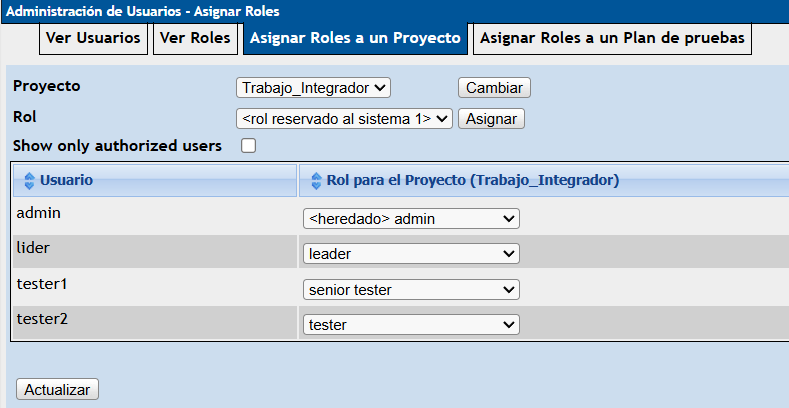 Administración de Usuarios - Asignar Roles
Ver Usuarios Ver Roles Asignar Roles a un Proyecto Asignar Roles a un Plan de pruebas
Proyecto Trabajo_Integrador Cambiar
Rol <rol reservado al sistema 1> Asignar
Show only authorized users
Usuario Rol para el Proyecto (Trabajo_Integrador)
admin <heredado> admin
lider leader
tester1 senior tester
tester2 tester
Actualizar